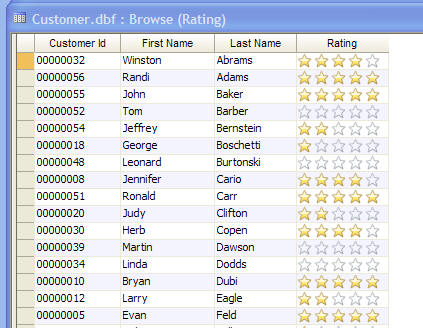 Customer.dbf : Browse (Rating)
Customer Id First Name Last Name Rating
00000032 Winston Abrams
00000056 Randi Adams
00000055 John Baker
00000052 Tom Barber
00000054 Jeffrey Bernstein
00000018 George Boschetti
00000048 Leonard Burtonski
00000008 Jennifer Cario
00000051 Ronald Carr
00000020 Judy Clifton
00000030 Herb Copen
00000039 Martin Dawson
00000034 Linda Dodds
00000010 Bryan Dubi
00000012 Larry Eagle
00000005 Evan Feld